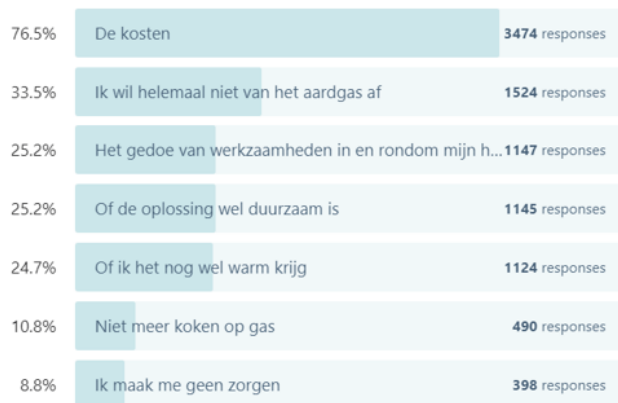 76.5% De kosten 3474 responses
33.5% Ik wil helemaal niet van het aardgas af 1524 responses
25.2% Het gedoe van werkzaamheden in en rondom mijn h... 1147 responses
25.2% Of de oplossing wel duurzaam is 1145 responses
24.7% Of ik het nog wel warm krijg 1124 responses
10.8% Niet meer koken op gas 490 responses
8.8% Ik maak me geen zorgen 398 responses